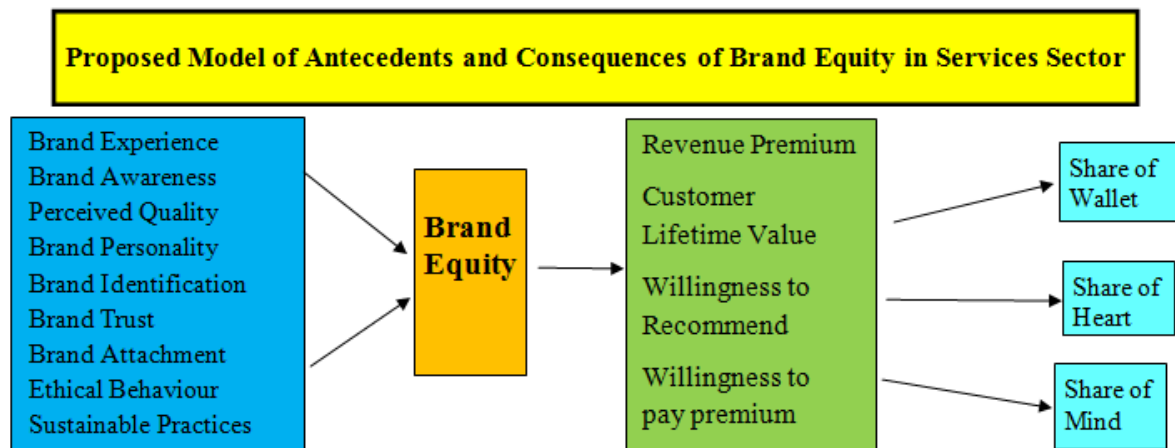 Proposed Model of Antecedents and Consequences of Brand Equity in Services Sector
Brand Experience
Brand Awareness
Perceived Quality
Brand Personality
Brand Identification
Brand Trust
Brand Attachment
Ethical Behaviour
Sustainable Practices
Brand
Equity
Revenue Premium
Customer
Lifetime Value
Willingness to
Recommend
Willingness to
pay premium
Share of
Wallet
Share of
Heart
Share of
Mind